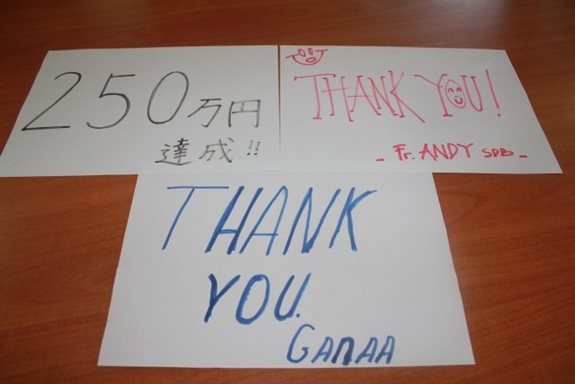 250万円
達成!!
THANK YOU!
- Fr. ANDY SDB -
THANK
YOU.
GANAA